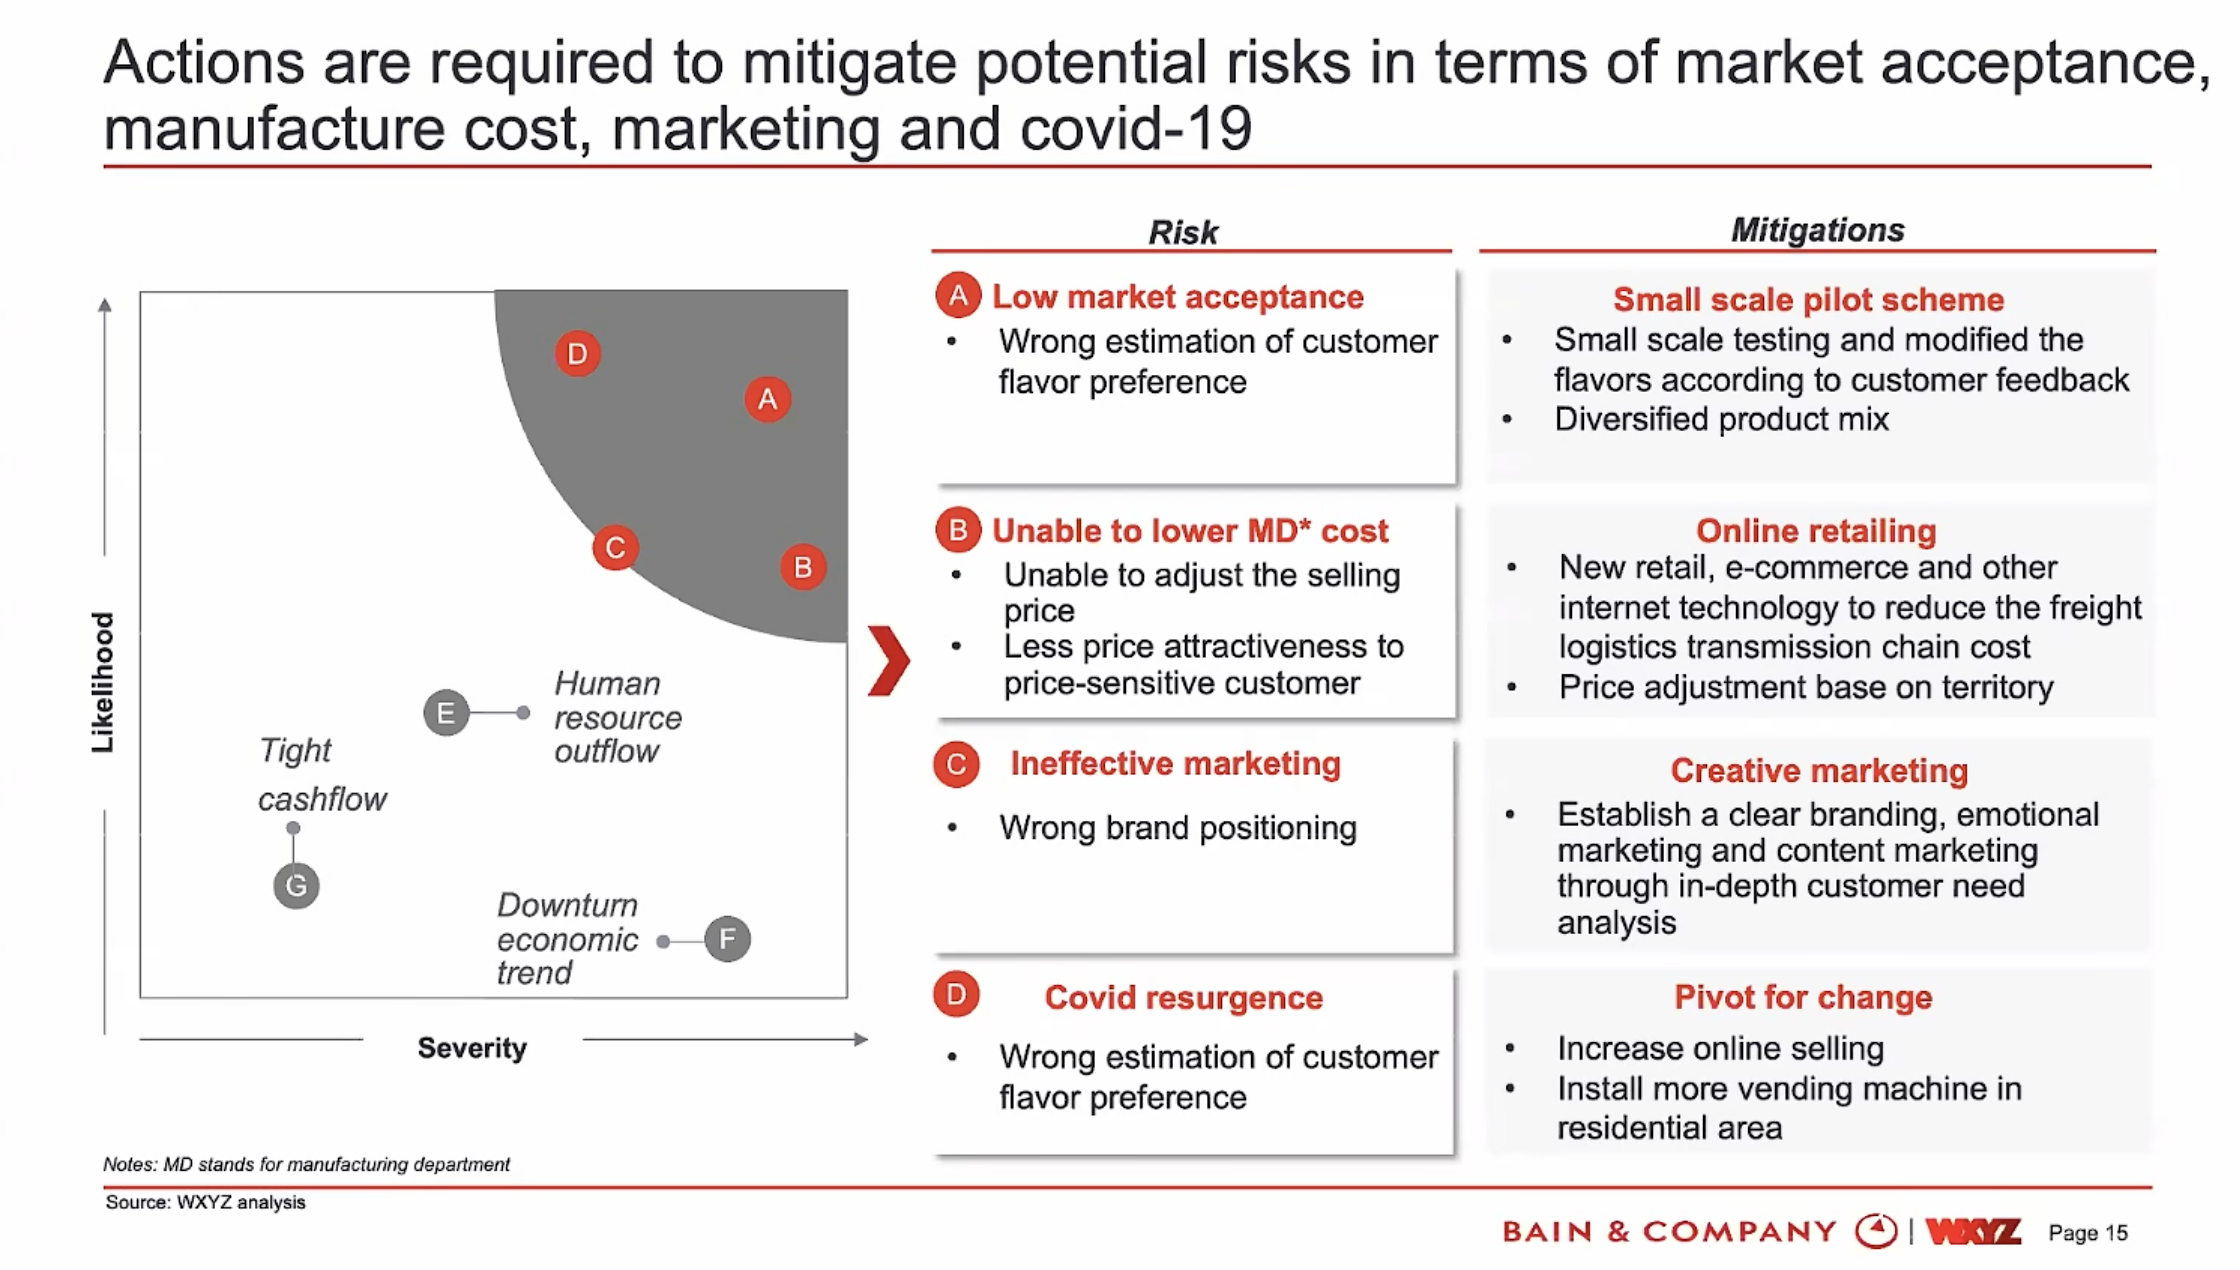 Actions are required to mitigate potential risks in terms of market acceptance,
manufacture cost, marketing and covid-19
Likelihood
Severity
D
A
C
B
E
Human
resource
outflow
Tight
cashflow
G
Downturn
economic
trend
F
Risk
A Low market acceptance
• Wrong estimation of customer
flavor preference
B Unable to lower MD* cost
• Unable to adjust the selling
price
• Less price attractiveness to
price-sensitive customer
C Ineffective marketing
• Wrong brand positioning
D Covid resurgence
• Wrong estimation of customer
flavor preference
Mitigations
Small scale pilot scheme
• Small scale testing and modified the
flavors according to customer feedback
• Diversified product mix
Online retailing
• New retail, e-commerce and other
internet technology to reduce the freight
logistics transmission chain cost
• Price adjustment base on territory
Creative marketing
• Establish a clear branding, emotional
marketing and content marketing
through in-depth customer need
analysis
Pivot for change
• Increase online selling
• Install more vending machine in
residential area
Notes: MD stands for manufacturing department
Source: WXYZ analysis
BAIN & COMPANY | WXYZ Page 15